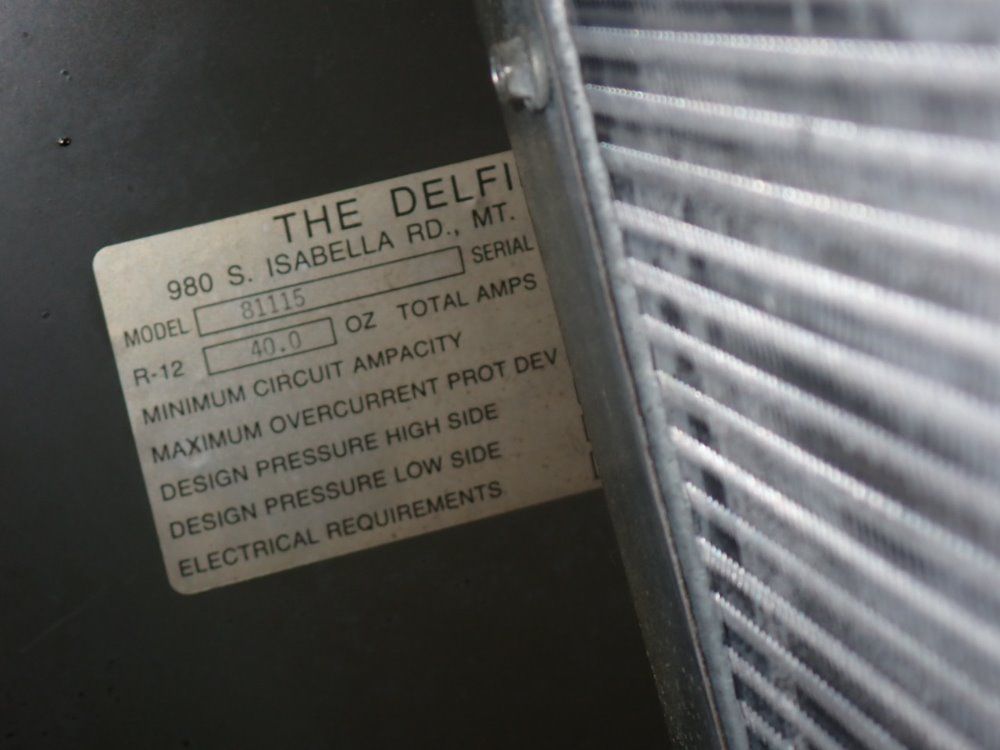 THE DELFI
980 S. ISABELLA RD., MT.
MODEL 81115 SERIAL
R-12 40.0 OZ TOTAL AMPS
MINIMUM CIRCUIT AMPACITY
MAXIMUM OVERCURRENT PROT DEV
DESIGN PRESSURE HIGH SIDE
DESIGN PRESSURE LOW SIDE
ELECTRICAL REQUIREMENTS